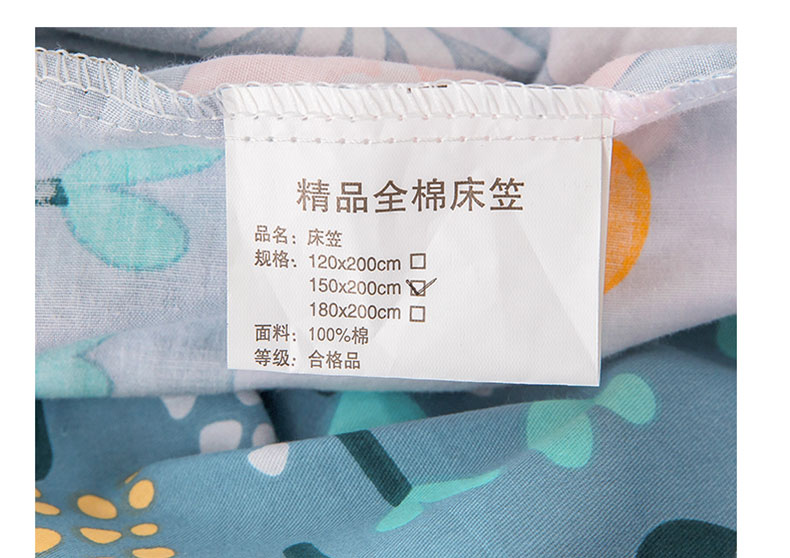 精品全棉床笠
品名：床笠
规格：120x200cm □
150x200cm ☑
180x200cm □
面料：100%棉
等级：合格品